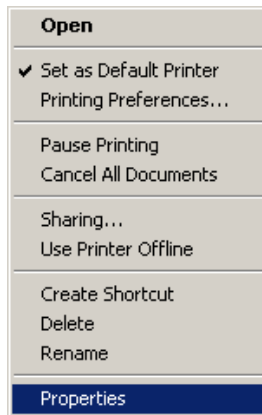 Open
Set as Default Printer
Printing Preferences...
Pause Printing
Cancel All Documents
Sharing...
Use Printer Offline
Create Shortcut
Delete
Rename
Properties